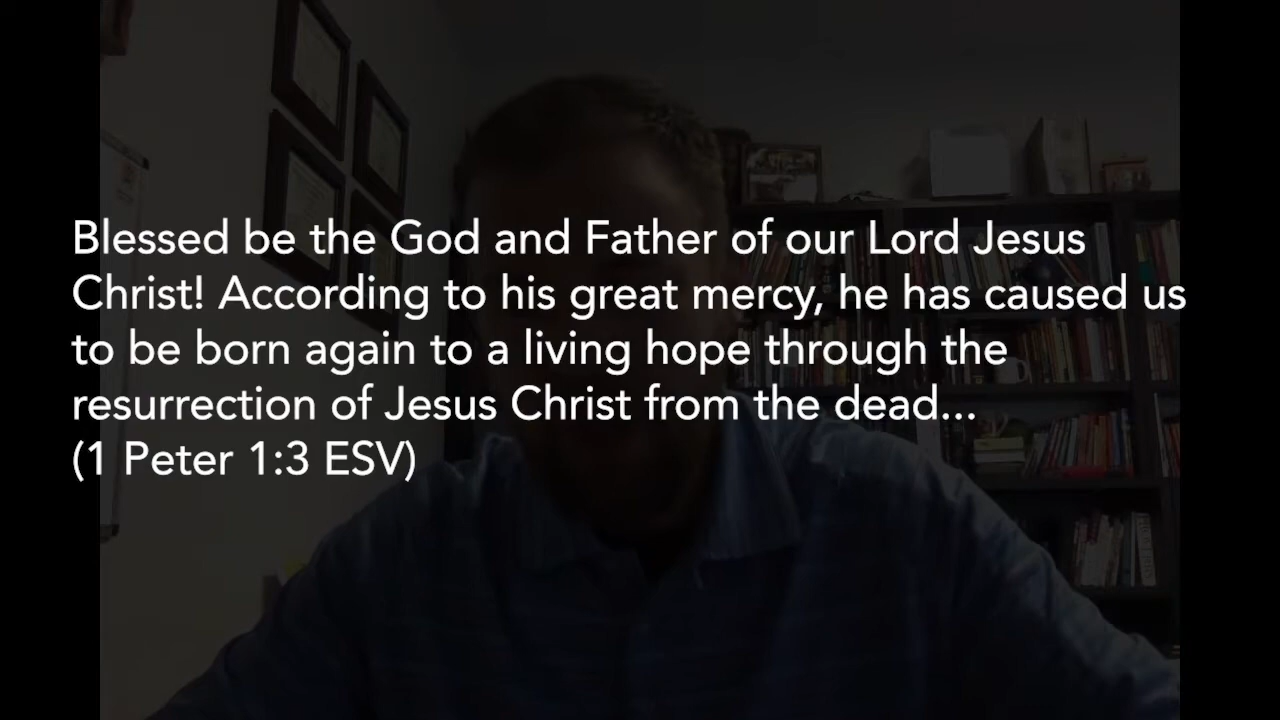 Blessed be the God and Father of our Lord Jesus
Christ! According to his great mercy, he has caused us
to be born again to a living hope through the
resurrection of Jesus Christ from the dead...
(1 Peter 1:3 ESV)